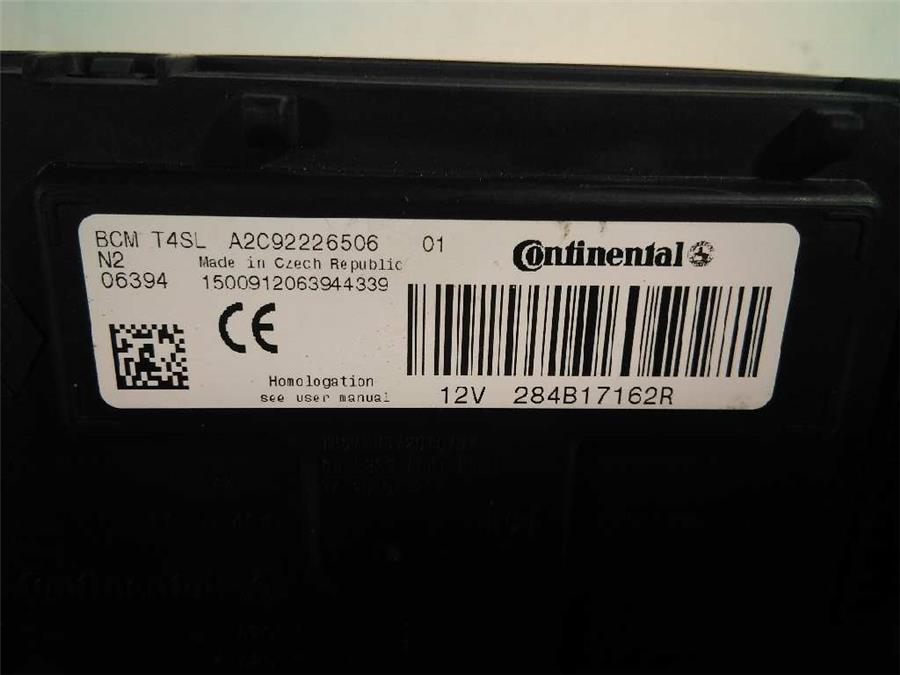 BCM T4SL A2C92226506 01
N2 Made in Czech Republic
06394 1500912063944339
Continental
CE
Homologation
see user manual
12V 284B17162R